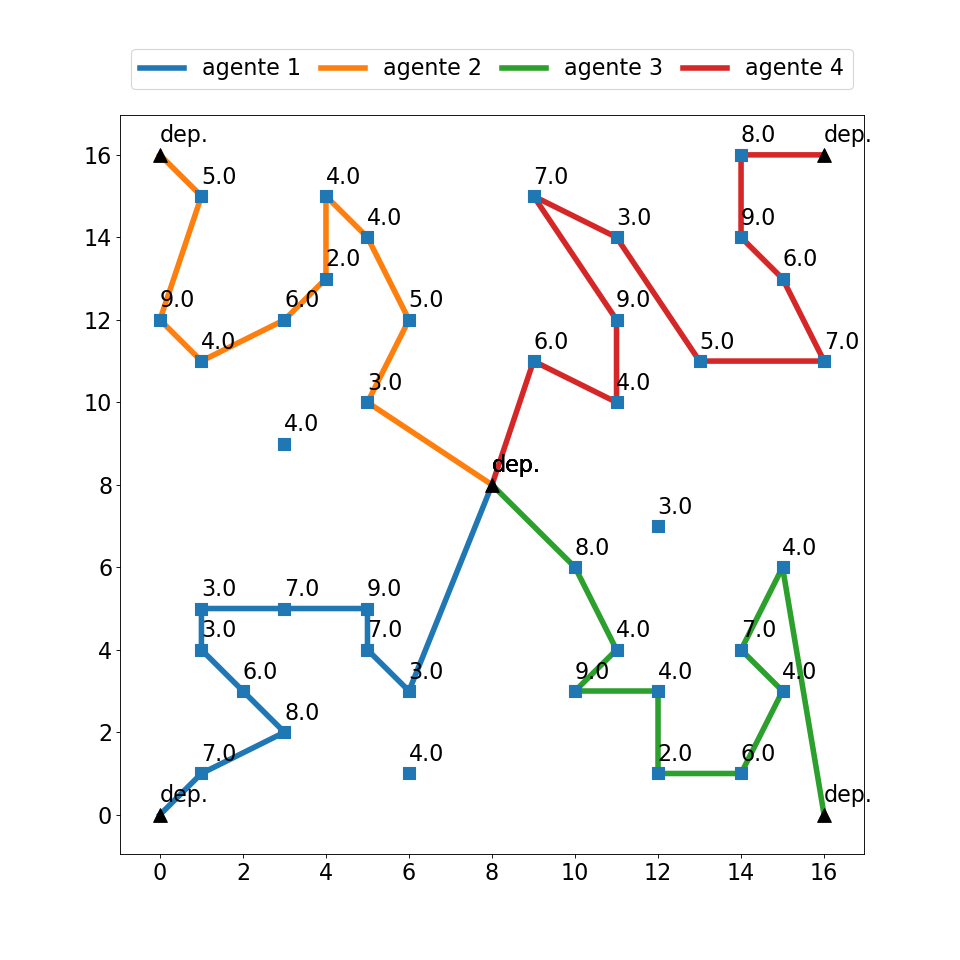 agente 1 agente 2 agente 3 agente 4
8.0
dep. dep.
16
5.0 4.0 7.0
4.0 3.0 9.0
14
2.0 6.0
9.0 6.0 5.0 9.0
12
4.0 6.0 5.0 7.0
3.0 4.0
10
4.0
dep.
dep.
8
3.0
8.0 4.0
6
3.0 7.0 9.0
3.0 7.0 4.0 7.0
4
6.0 3.0 9.0 4.0 4.0
8.0
2
7.0 4.0 2.0 6.0
dep. dep.
0
0 2 4 6 8 10 12 14 16